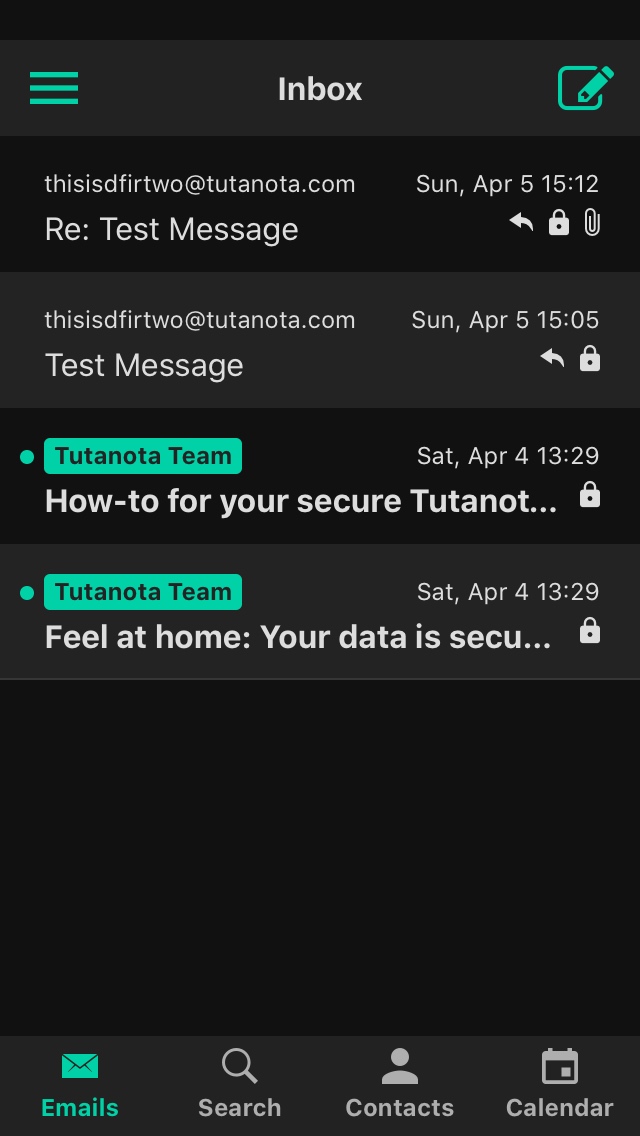 Inbox
thisisdfirtwo@tutanota.com Sun, Apr 5 15:12
Re: Test Message
thisisdfirtwo@tutanota.com Sun, Apr 5 15:05
Test Message
Tutanota Team Sat, Apr 4 13:29
How-to for your secure Tutanot...
Tutanota Team Sat, Apr 4 13:29
Feel at home: Your data is secu...
Emails Search Contacts Calendar